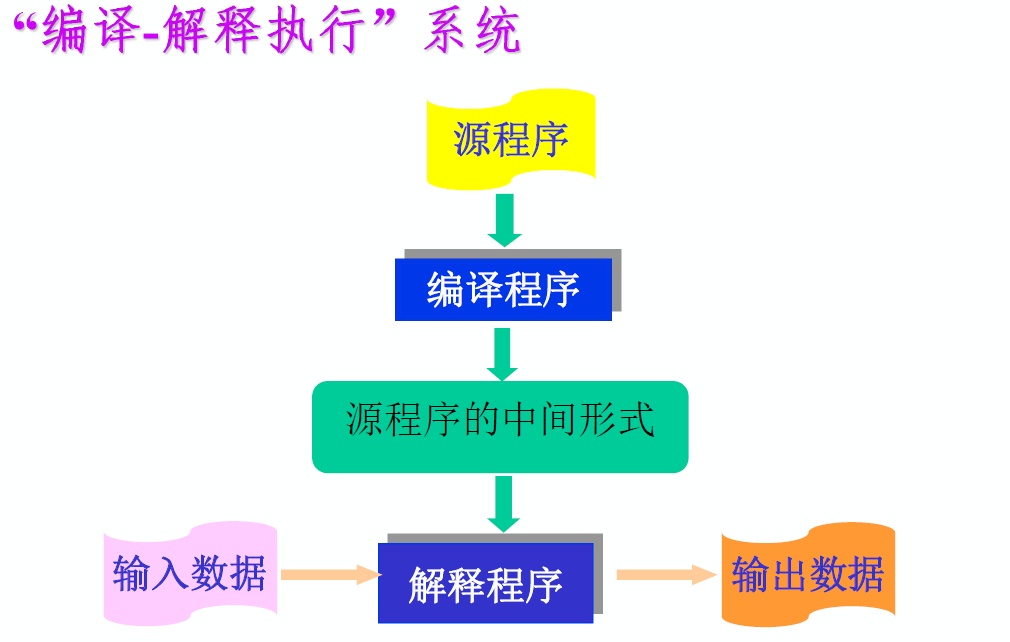 “编译-解释执行”系统
源程序
编译程序
源程序的中间形式
输入数据
解释程序
输出数据